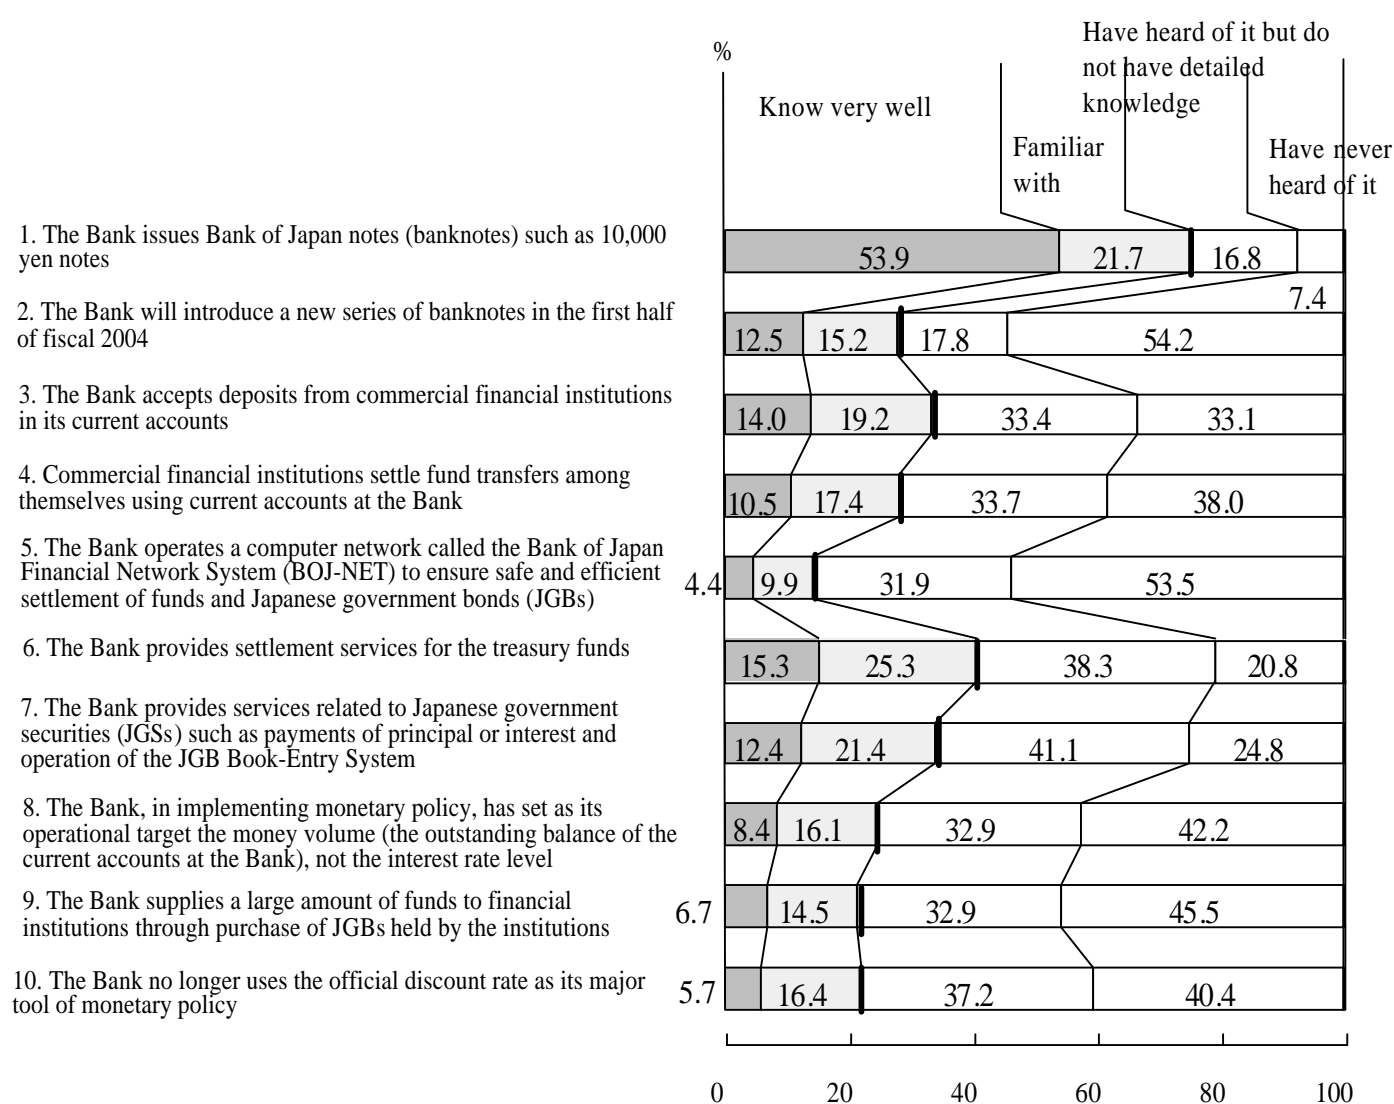 %
Know very well
Familiar
with
Have heard of it but do
not have detailed
knowledge
Have never
heard of it
1. The Bank issues Bank of Japan notes (banknotes) such as 10,000
yen notes
53.9 21.7 16.8 7.4
2. The Bank will introduce a new series of banknotes in the first half
of fiscal 2004
12.5 15.2 17.8 54.2
3. The Bank accepts deposits from commercial financial institutions
in its current accounts
14.0 19.2 33.4 33.1
4. Commercial financial institutions settle fund transfers among
themselves using current accounts at the Bank
10.5 17.4 33.7 38.0
5. The Bank operates a computer network called the Bank of Japan
Financial Network System (BOJ-NET) to ensure safe and efficient
settlement of funds and Japanese government bonds (JGBs)
4.4 9.9 31.9 53.5
6. The Bank provides settlement services for the treasury funds
15.3 25.3 38.3 20.8
7. The Bank provides services related to Japanese government
securities (JGSs) such as payments of principal or interest and
operation of the JGB Book-Entry System
12.4 21.4 41.1 24.8
8. The Bank, in implementing monetary policy, has set as its
operational target the money volume (the outstanding balance of the
current accounts at the Bank), not the interest rate level
8.4 16.1 32.9 42.2
9. The Bank supplies a large amount of funds to financial
institutions through purchase of JGBs held by the institutions
6.7 14.5 32.9 45.5
10. The Bank no longer uses the official discount rate as its major
tool of monetary policy
5.7 16.4 37.2 40.4
0 20 40 60 80 100